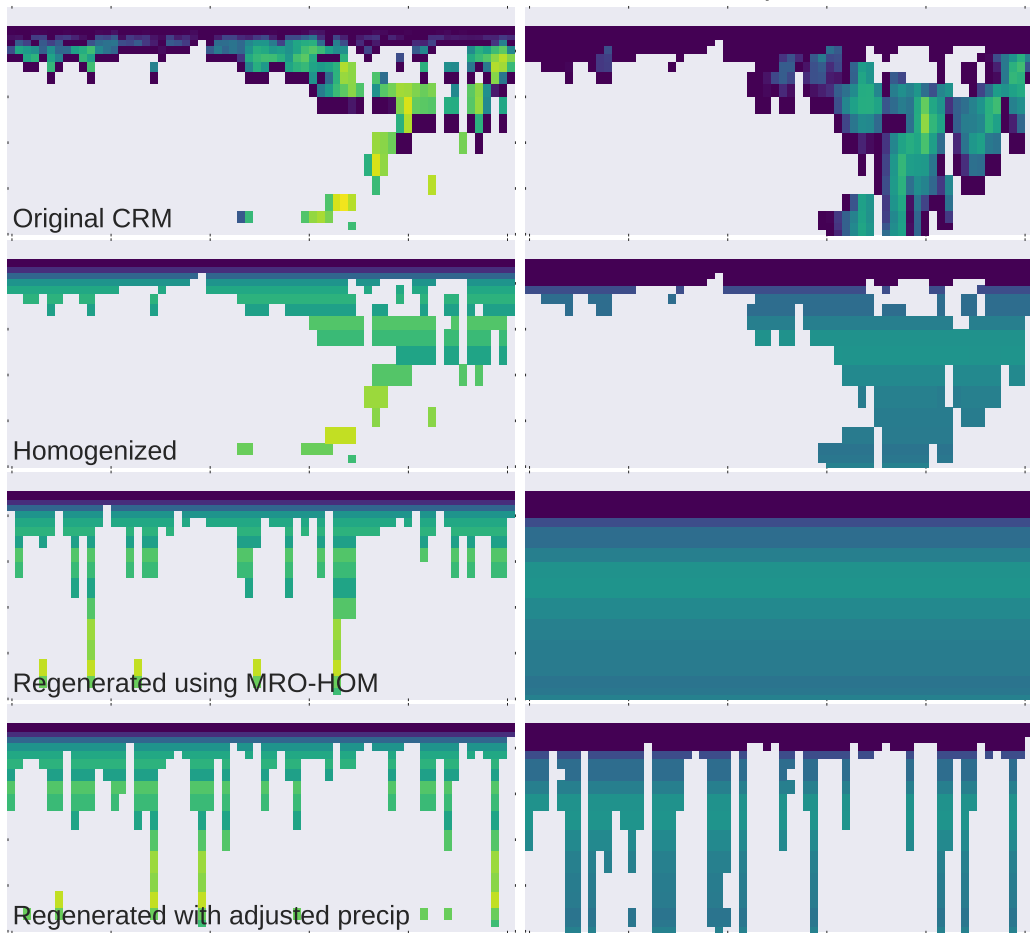 Original CRM
Homogenized
Regenerated using MRO-HOM
Regenerated with adjusted precip